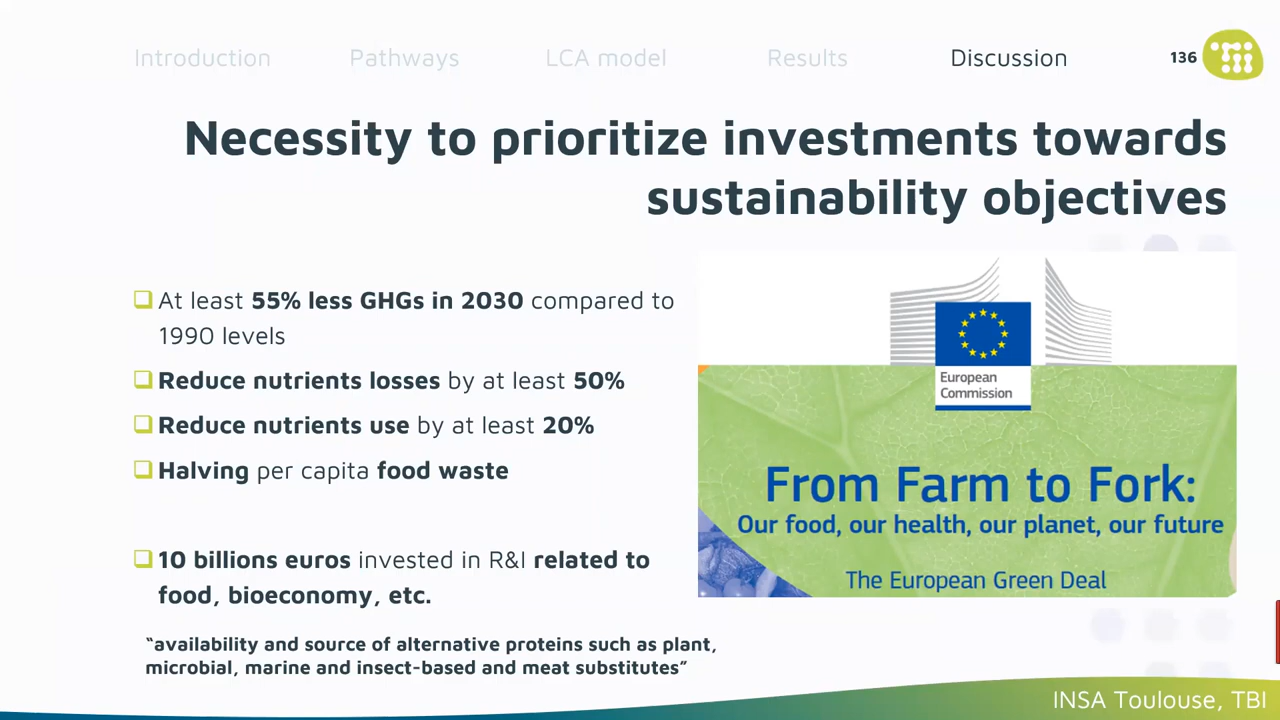 Introduction Pathways LCA model Results Discussion 136
Necessity to prioritize investments towards
sustainability objectives
At least 55% less GHGs in 2030 compared to
1990 levels
Reduce nutrients losses by at least 50%
Reduce nutrients use by at least 20%
Halving per capita food waste
10 billions euros invested in R&I related to
food, bioeconomy, etc.
“availability and source of alternative proteins such as plant,
microbial, marine and insect-based and meat substitutes”
European
Commission
From Farm to Fork:
Our food, our health, our planet, our future
The European Green Deal
INSA Toulouse, TBI